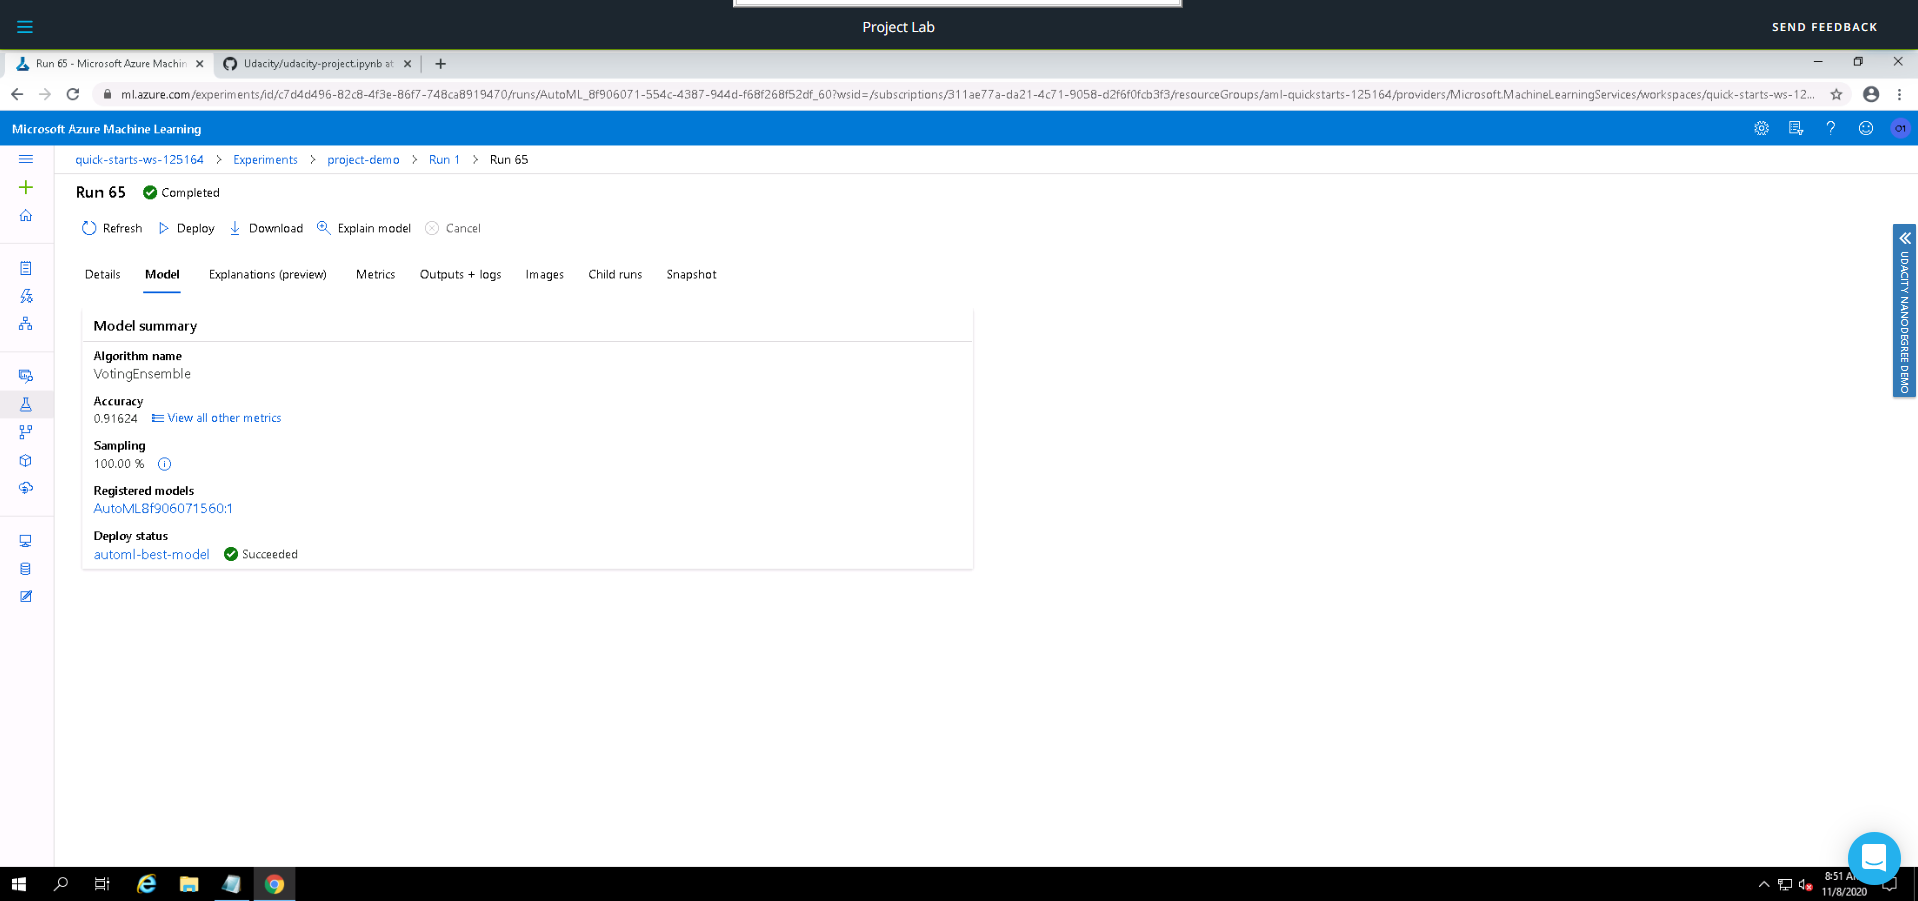 Project Lab
SEND FEEDBACK
Run 65 - Microsoft Azure Machin
Udacity/udacity-project.ipynb at
ml.azure.com/experiments/id/c7d4d496-82c8-4f3e-86f7-748ca8919470/runs/AutoML_8f906071-554c-4387-944d-f68f268f52df_60?wsid=/subscriptions/311ae77a-da21-4c71-9058-d2f6f0fcb3f3/resourceGroups/aml-quickstarts-125164/providers/Microsoft.MachineLearningServices/workspaces/quick-starts-ws-12...
Microsoft Azure Machine Learning
O1
quick-starts-ws-125164 > Experiments > project-demo > Run 1 > Run 65
Run 65 Completed
Refresh Deploy Download Explain model Cancel
Details Model Explanations (preview) Metrics Outputs + logs Images Child runs Snapshot
UDACITY NANODEGREE DEMO
Model summary
Algorithm name
VotingEnsemble
Accuracy
0.91624 View all other metrics
Sampling
100.00 %
Registered models
AutoML8f906071560:1
Deploy status
automl-best-model Succeeded
8:51 AM
11/8/2020